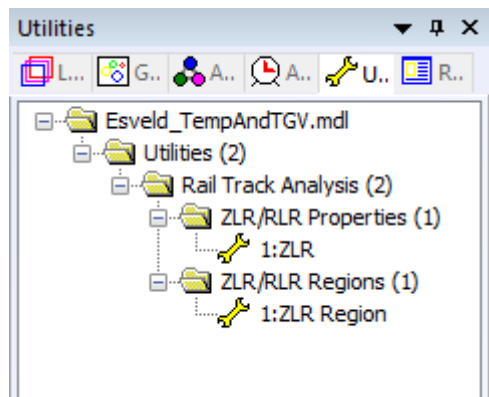 Utilities
L... G.. A.. A.. U.. R..
Esveld_TempAndTGV.mdl
Utilities (2)
Rail Track Analysis (2)
ZLR/RLR Properties (1)
1:ZLR
ZLR/RLR Regions (1)
1:ZLR Region